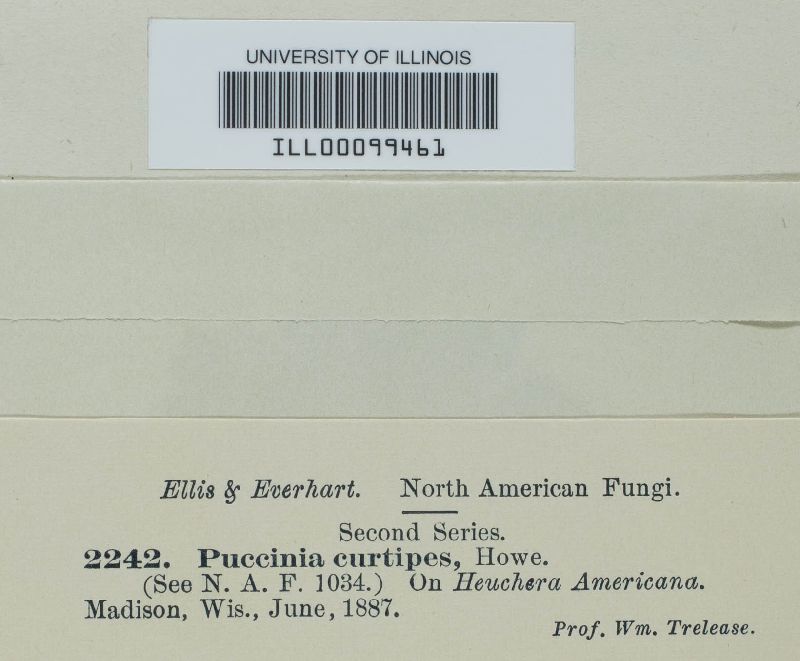 UNIVERSITY OF ILLINOIS
ILL00099461
Ellis & Everhart. North American Fungi.
Second Series.
2242. Puccinia curtipes, Howe.
(See N. A. F. 1034.) On Heuchera Americana.
Madison, Wis., June, 1887.
Prof. Wm. Trelease.